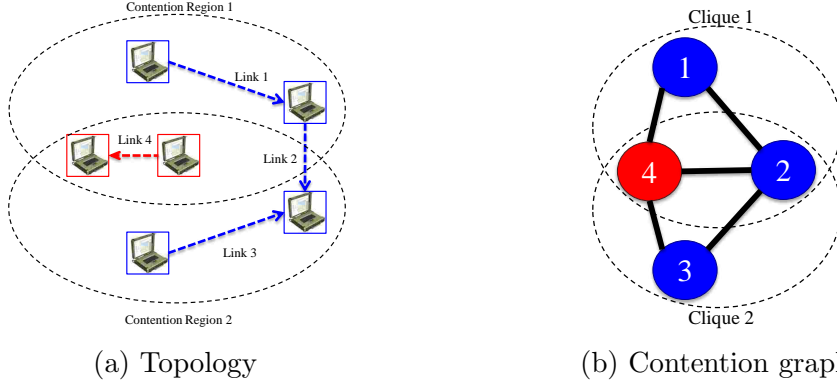 Contention Region 1
Link 1
Link 4
Link 2
Link 3
Contention Region 2
(a) Topology
Clique 1
1
4
2
3
Clique 2
(b) Contention grap